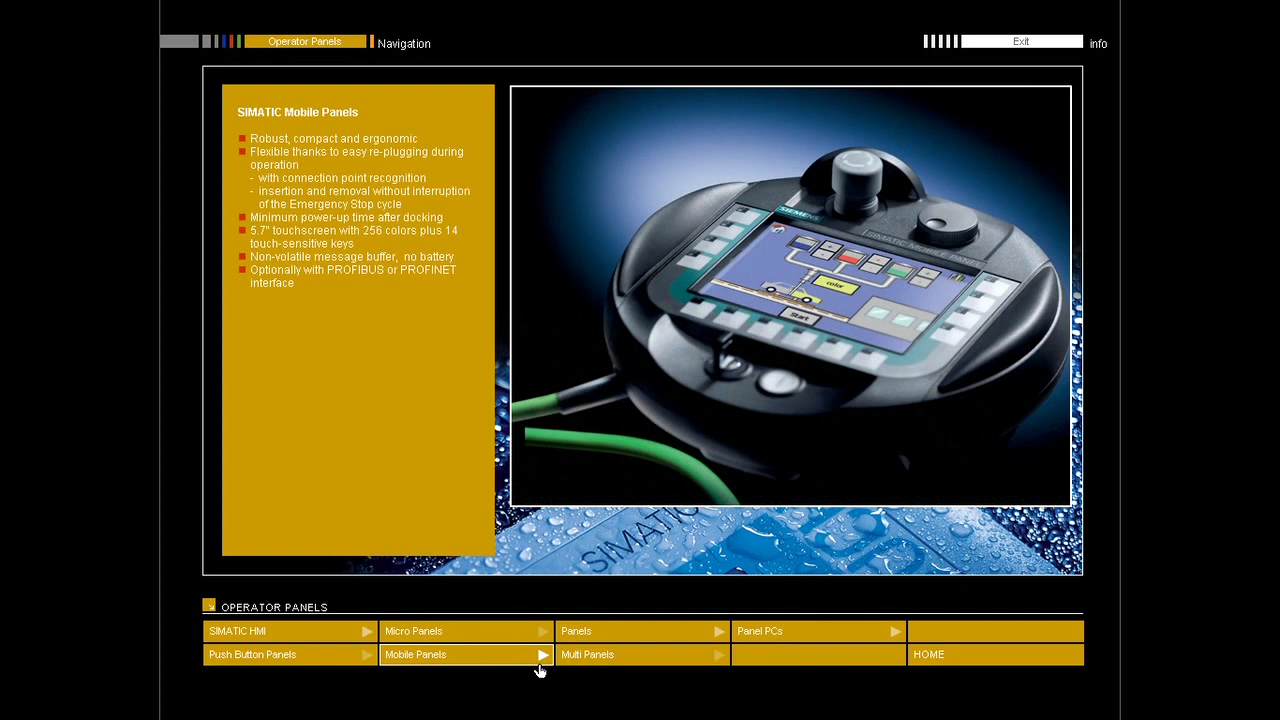 Operator Panels
Navigation
Exit
info
SIMATIC Mobile Panels
Robust, compact and ergonomic
Flexible thanks to easy re-plugging during
operation
- with connection point recognition
- insertion and removal without interruption
of the Emergency Stop cycle
Minimum power-up time after docking
5.7" touchscreen with 256 colors plus 14
touch-sensitive keys
Non-volatile message buffer, no battery
Optionally with PROFIBUS or PROFINET
interface
SIEMENS
SIMATIC MOBILE PANEL
color
Start
SIMATIC
OPERATOR PANELS
SIMATIC HMI
Micro Panels
Panels
Panel PCs
Push Button Panels
Mobile Panels
Multi Panels
HOME